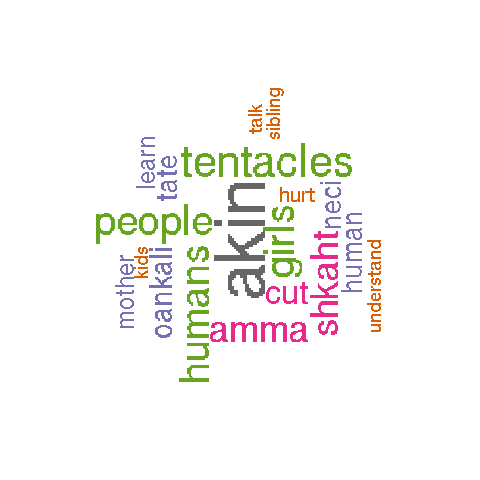 talk
sibling
learn
tate
tentacles
akin
hurt
neci
people
girls
humans
shkaht
human
mother
kids
oankali
cut
understand
amma